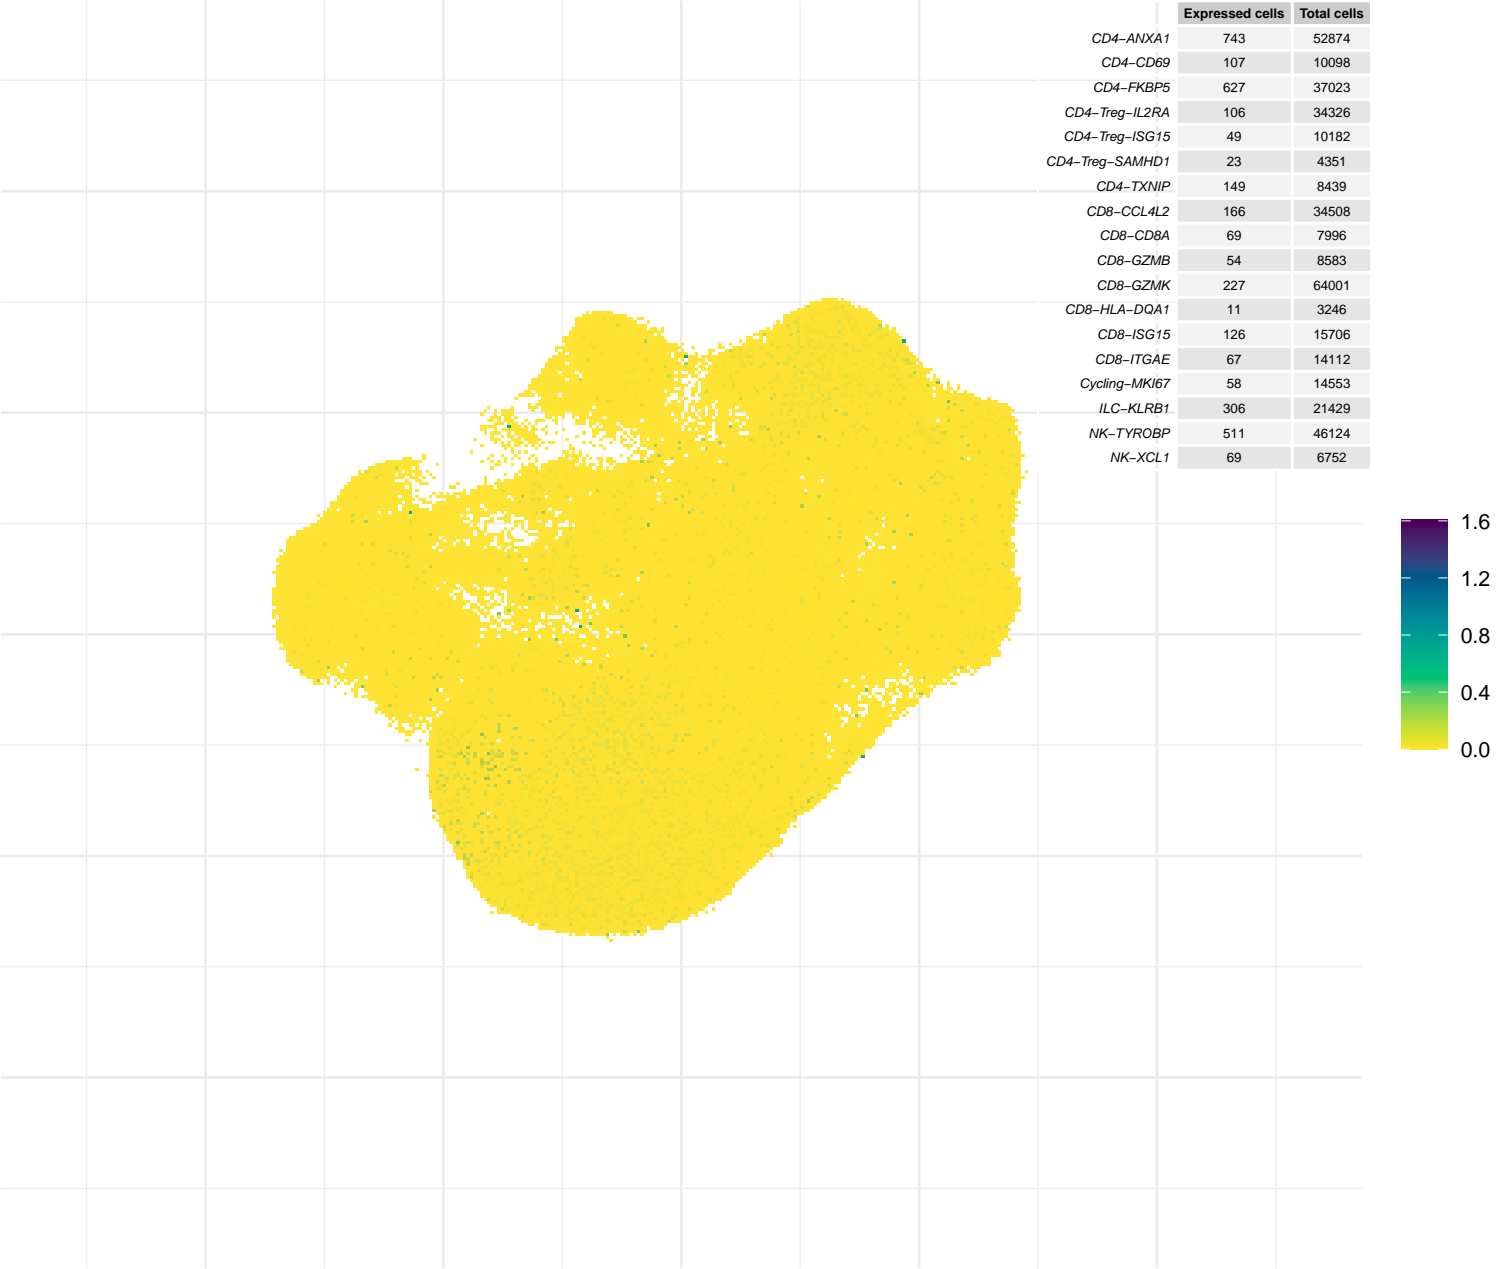 Expressed cells Total cells
CD4−ANXA1 743 52874
CD4−CD69 107 10098
CD4−FKBP5 627 37023
CD4−Treg−IL2RA 106 34326
CD4−Treg−ISG15 49 10182
CD4−Treg−SAMHD1 23 4351
CD4−TXNIP 149 8439
CD8−CCL4L2 166 34508
CD8−CD8A 69 7996
CD8−GZMB 54 8583
CD8−GZMK 227 64001
CD8−HLA−DQA1 11 3246
CD8−ISG15 126 15706
CD8−ITGAE 67 14112
Cycling−MKI67 58 14553
ILC−KLRB1 306 21429
NK−TYROBP 511 46124
NK−XCL1 69 6752
1.6
1.2
0.8
0.4
0.0